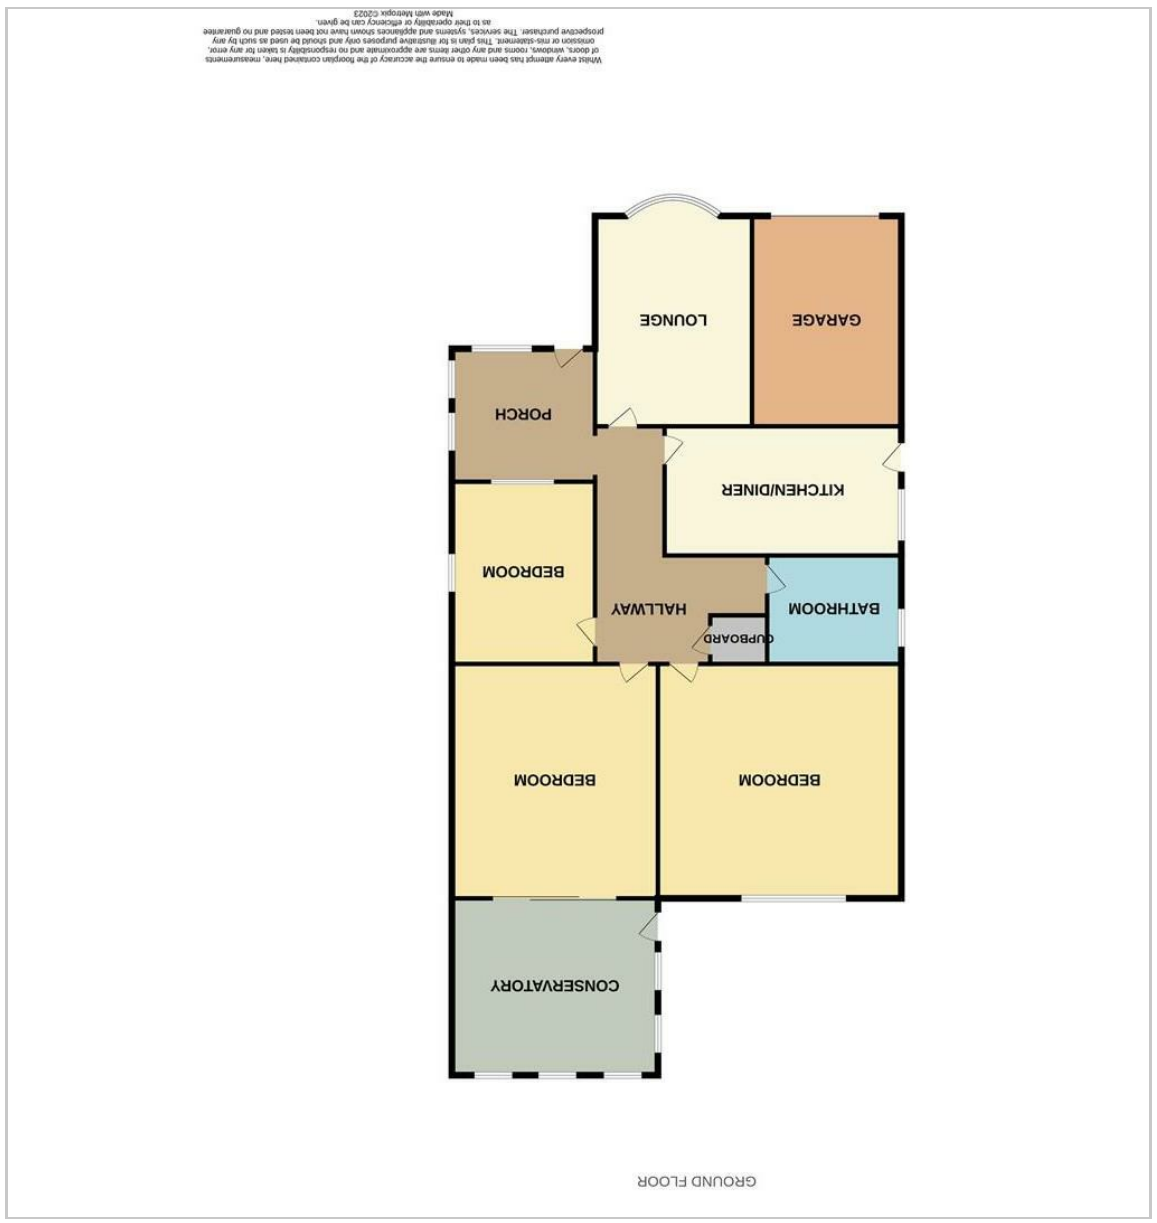 GROUND FLOOR
CONSERVATORY
BEDROOM
BEDROOM
BATHROOM
CUPBOARD
HALLWAY
BEDROOM
KITCHEN/DINER
PORCH
GARAGE
LOUNGE
Whilst every attempt has been made to ensure the accuracy of the floorplan contained here, measurements
of doors, windows, rooms and any other items are approximate and no responsibility is taken for any error,
omission or mis-statement. This plan is for illustrative purposes only and should be used as such by any
prospective purchaser. The services, systems and appliances shown have not been tested and no guarantee
as to their operability or efficiency can be given.
Made with Metropix ©2023